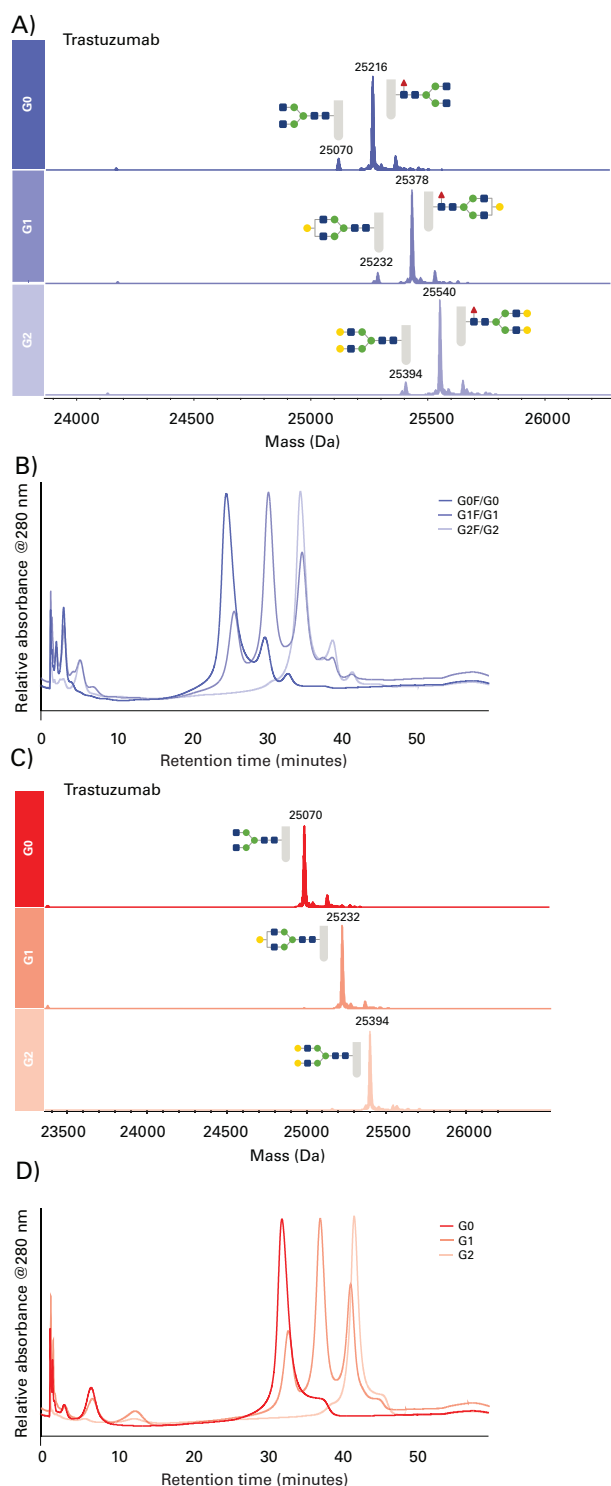 A)
Trastuzumab
G0
25216
25070
G1
25378
25232
G2
25540
25394
24000 24500 25000 25500 26000
Mass (Da)
B)
Relative absorbance @280 nm
G0F/G0
G1F/G1
G2F/G2
0 10 20 30 40 50
Retention time (minutes)
C)
Trastuzumab
G0
25070
G1
25232
G2
25394
23500 24000 24500 25000 25500 26000
Mass (Da)
D)
Relative absorbance @280 nm
G0
G1
G2
0 10 20 30 40 50
Retention time (minutes)